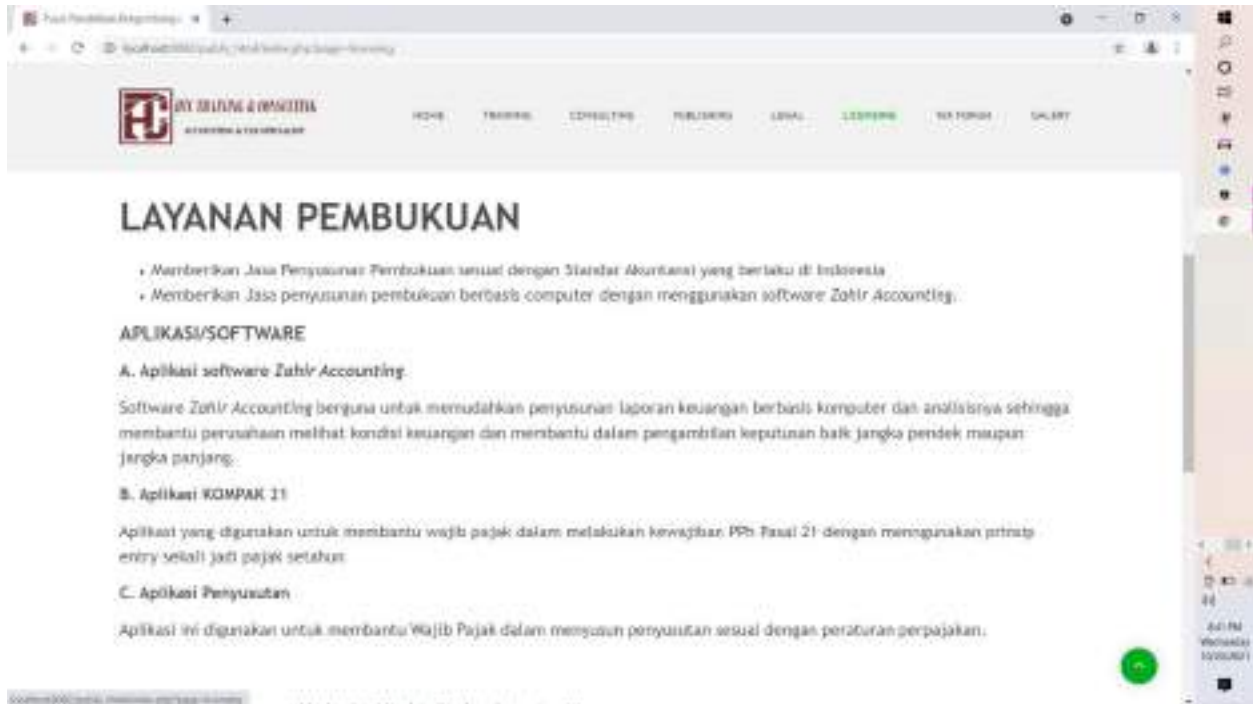 HOME TRAINING CONSULTING PUBLISHING LEGAL LICENSING GALERY
LAYANAN PEMBUKUAN
• Memberikan Jasa Penyusunan Pembukuan sesuai dengan Standar Akuntansi yang berlaku di Indonesia
• Memberikan Jasa penyusunan pembukuan berbasis computer dengan menggunakan software Zahir Accounting.
APLIKASI/SOFTWARE
A. Aplikasi software Zahir Accounting
Software Zahir Accounting berguna untuk memudahkan penyusunan laporan keuangan berbasis komputer dan analisisnya sehingga
membantu perusahaan melihat kondisi keuangan dan membantu dalam pengambilan keputusan baik jangka pendek maupun
jangka panjang.
B. Aplikasi KOMPAK 21
Aplikasi yang digunakan untuk membantu wajib pajak dalam melakukan kewajiban PPh Pasal 21 dengan menngunakan prinsip
entry sekali jadi pajak setahun
C. Aplikasi Penyusutan
Aplikasi ini digunakan untuk membantu Wajib Pajak dalam menyusun penyusutan sesuai dengan peraturan perpajakan.
Wednesday